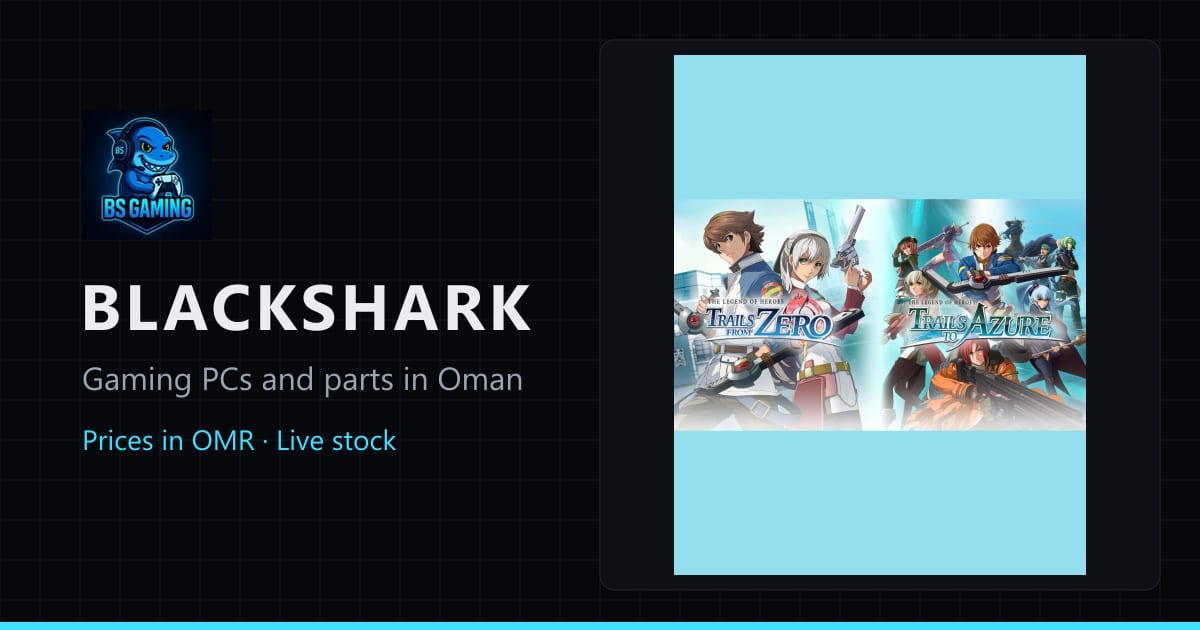 BS
BS GAMING
BLACKSHARK
Gaming PCs and parts in Oman
Prices in OMR · Live stock
THE LEGEND OF HEROES
TRAILS
FROM ZERO
THE LEGEND OF HEROES
TRAILS
TO AZURE